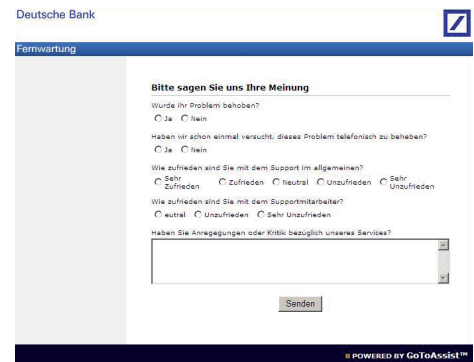 Deutsche Bank
Fernwartung
Bitte sagen Sie uns Ihre Meinung
Wurde ihr Problem behoben?
Ja Nein
Haben wir schon einmal versucht, dieses Problem telefonisch zu beheben?
Ja Nein
Wie zufrieden sind Sie mit dem Support im allgemeinen?
Sehr Zufrieden Zufrieden Neutral Unzufrieden Sehr Unzufrieden
Wie zufrieden sind Sie mit dem Supportmitarbeiter?
eutral Unzufrieden Sehr Unzufrieden
Haben Sie Anregegungen oder Kritik bezüglich unseres Services?
Senden
POWERED BY GoToAssist™